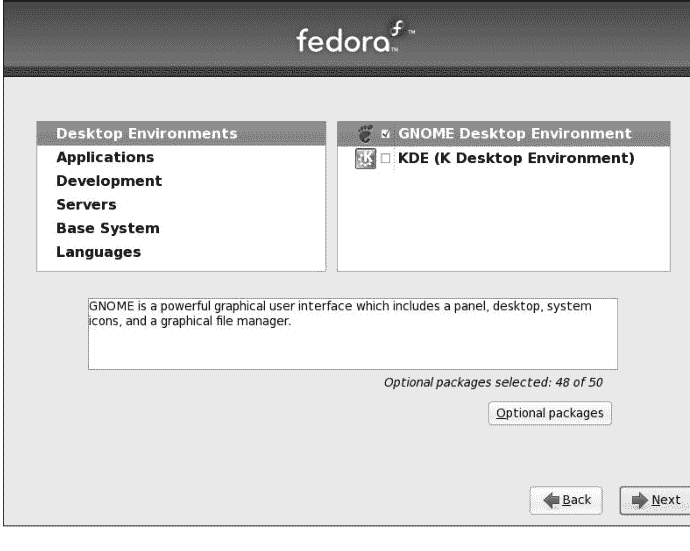 fedora f ™
Desktop Environments
Applications
Development
Servers
Base System
Languages
GNOME Desktop Environment
KDE (K Desktop Environment)
GNOME is a powerful graphical user interface which includes a panel, desktop, system
icons, and a graphical file manager.
Optional packages selected: 48 of 50
Optional packages
Back
Next